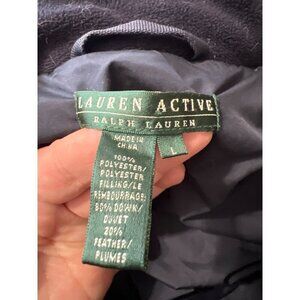 LAUREN ACTIVE
RALPH LAUREN
L
MADE IN
CHINA
100%
POLYESTER/
POLYESTER
FILLING/LE
REMBOURRAGE:
80% DOWN/
DUVET
20%
FEATHER/
PLUMES